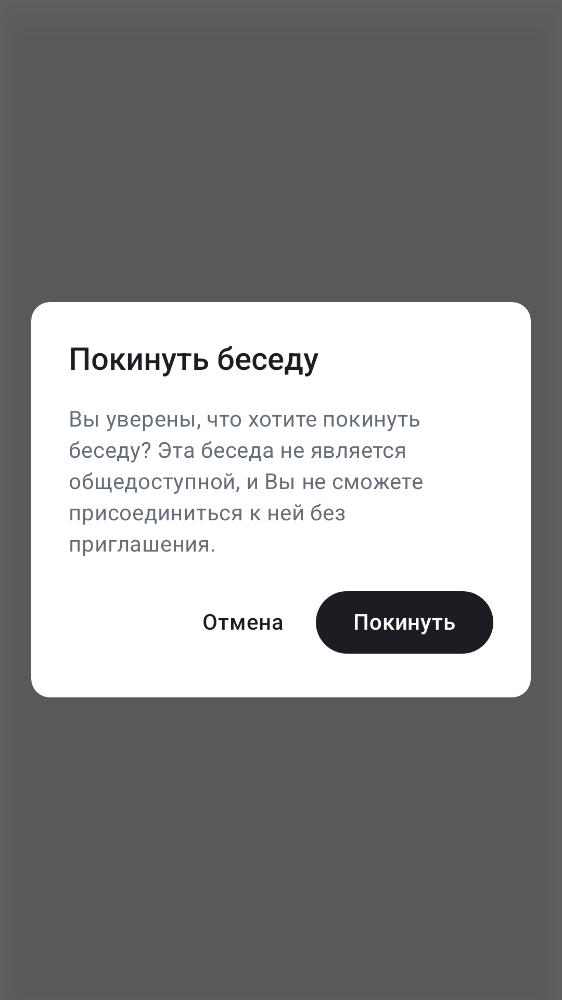 Покинуть беседу
Вы уверены, что хотите покинуть
беседу? Эта беседа не является
общедоступной, и Вы не сможете
присоединиться к ней без
приглашения.
Отмена
Покинуть